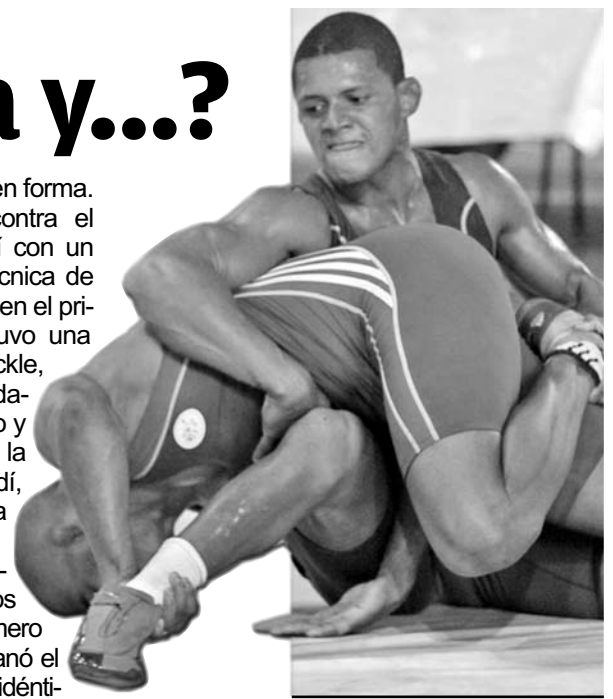 a y...?
en forma.
contra el
í con un
écnica de
en el pri-
uvo una
ckle,
da-
o y
la
dí,
a
-
os
nero
anó el
idénti-